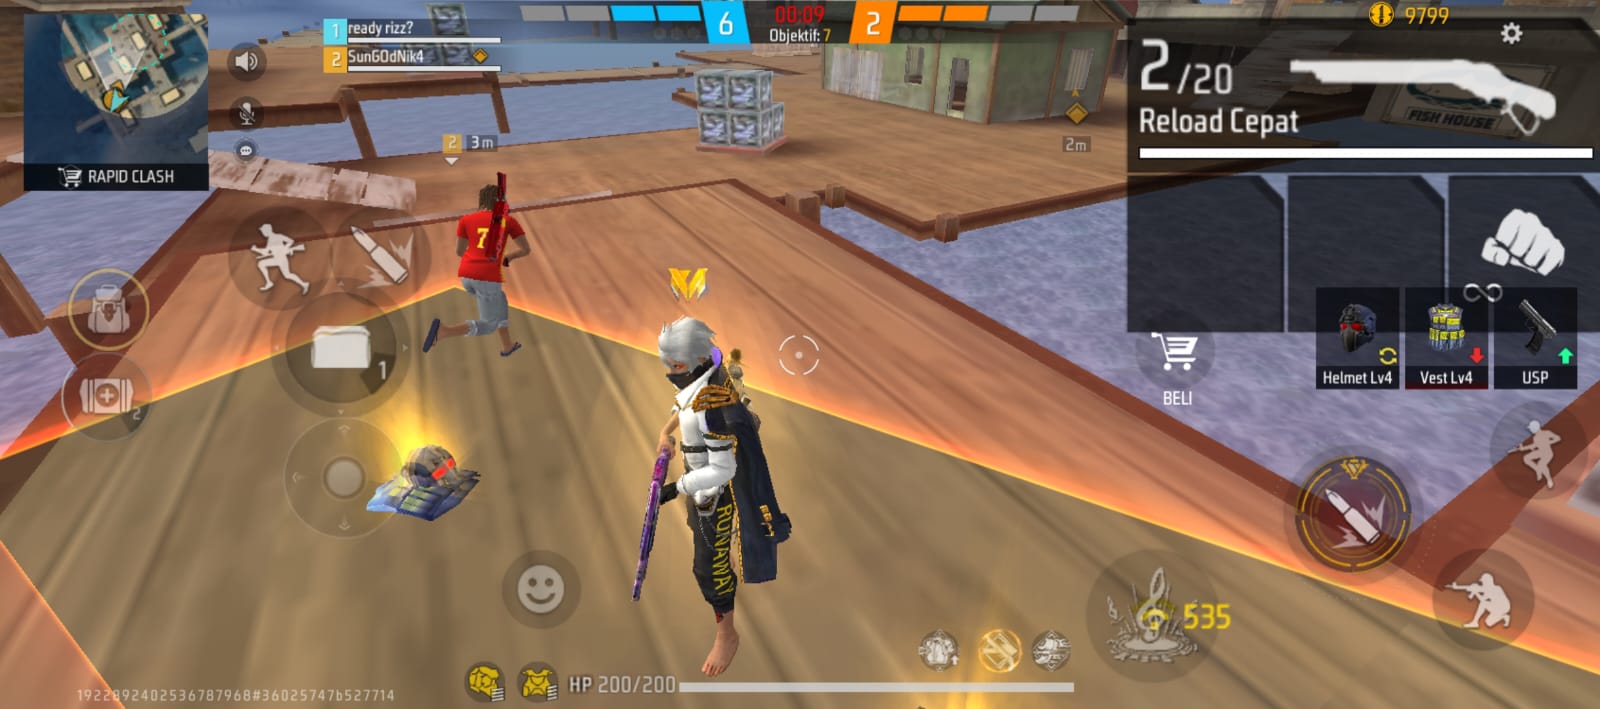 RAPID CLASH
1 ready rizz?
2 SunGOdNik4
6
00:09
Objektif: 7
2
9799
2/20
Reload Cepat
FISH HOUSE
2 3m
2m
7
1
2
BELI
Helmet Lv4
Vest Lv4
USP
RUNAWAY
535
HP 200/200
1922892402536787968#36025747b527714